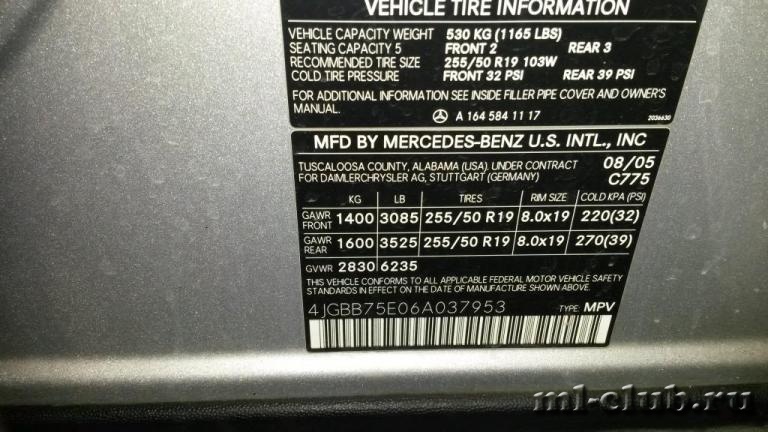 VEHICLE TIRE INFORMATION
VEHICLE CAPACITY WEIGHT 530 KG (1165 LBS)
SEATING CAPACITY 5 FRONT 2 REAR 3
RECOMMENDED TIRE SIZE 255/50 R19 103W
COLD TIRE PRESSURE FRONT 32 PSI REAR 39 PSI
FOR ADDITIONAL INFORMATION SEE INSIDE FILLER PIPE COVER AND OWNER'S
MANUAL.
A 164 584 11 17 2036630
MFD BY MERCEDES-BENZ U.S. INTL., INC
TUSCALOOSA COUNTY, ALABAMA (USA). UNDER CONTRACT 08/05
FOR DAIMLERCHRYSLER AG, STUTTGART (GERMANY) C775
KG LB TIRES RIM SIZE COLD KPA (PSI)
GAWR FRONT 1400 3085 255/50 R19 8.0x19 220(32)
GAWR REAR 1600 3525 255/50 R19 8.0x19 270(39)
GVWR 2830 6235
THIS VEHICLE CONFORMS TO ALL APPLICABLE FEDERAL MOTOR VEHICLE SAFETY
STANDARDS IN EFFECT ON THE DATE OF MANUFACTURE SHOWN ABOVE.
4JGBB75E06A037953 TYPE: MPV
ml-club.ru